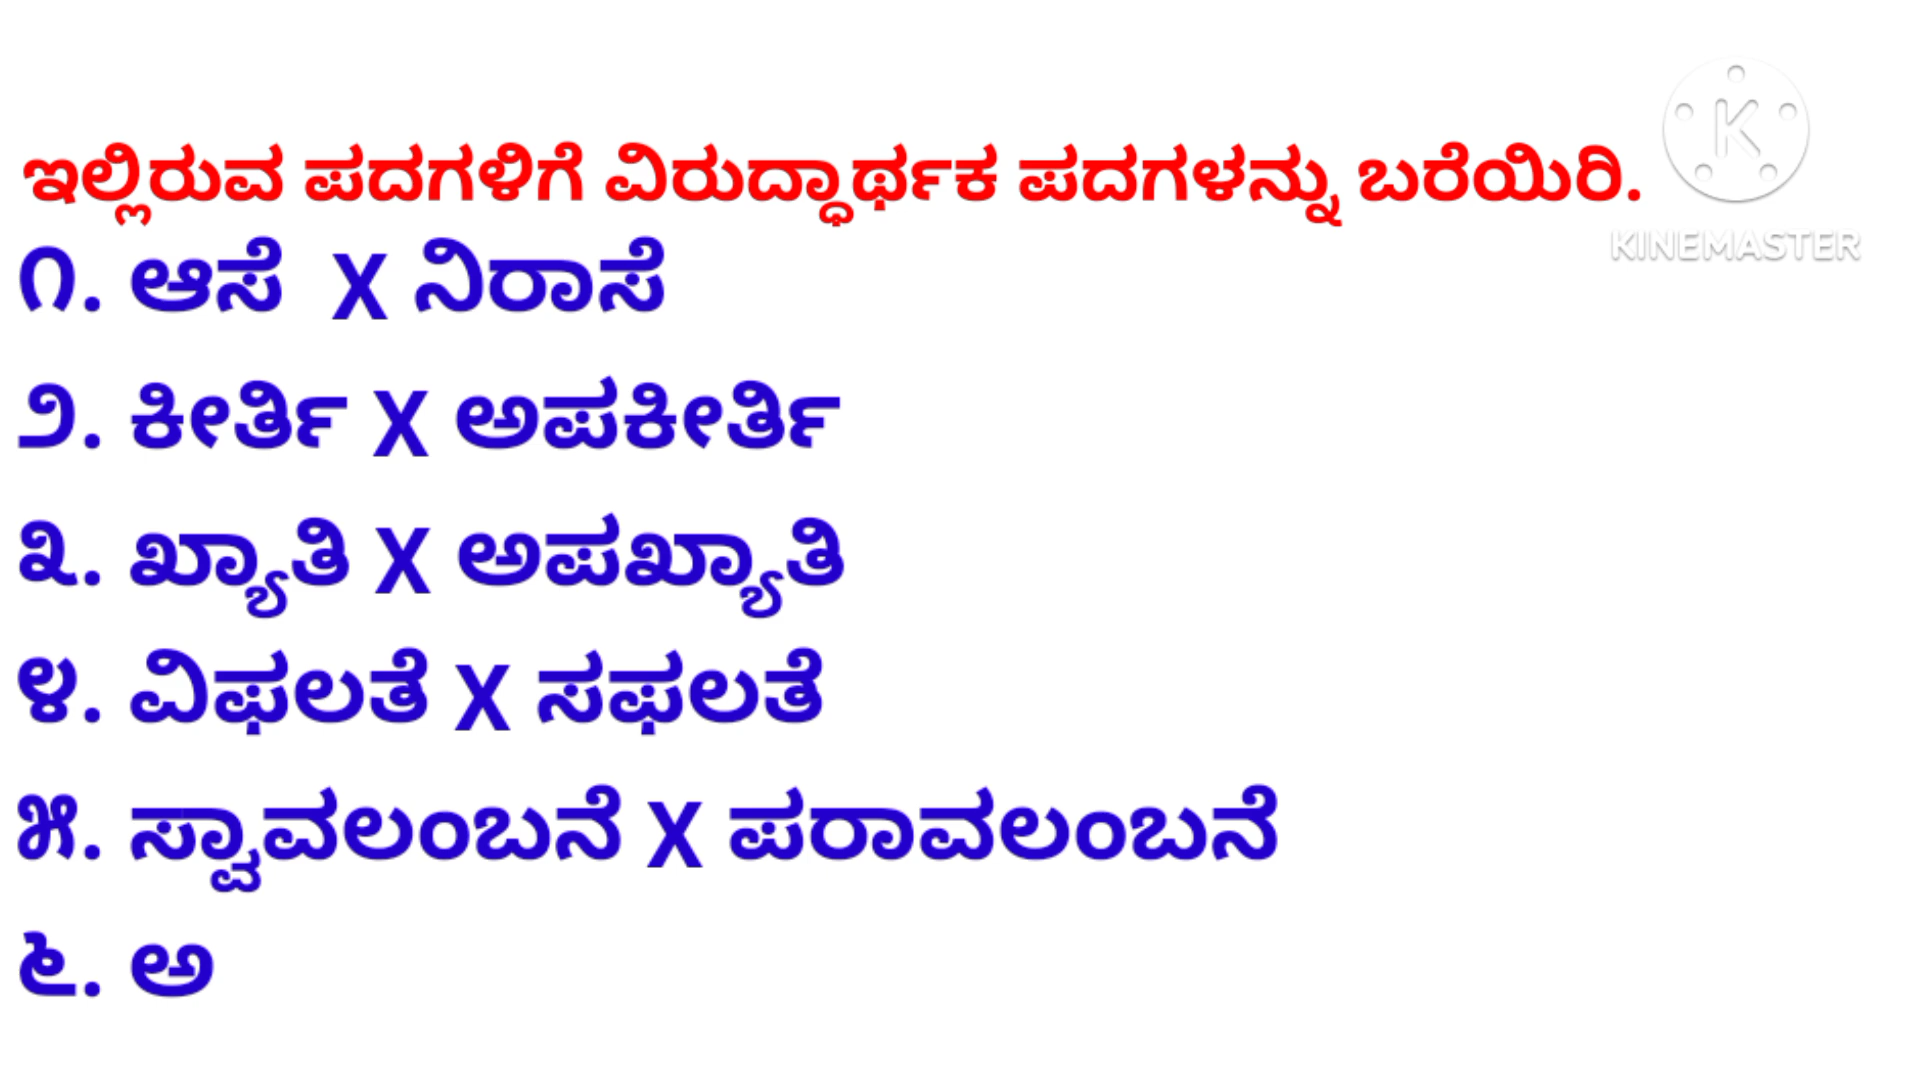 ಇಲ್ಲಿರುವ ಪದಗಳಿಗೆ ವಿರುದ್ಧಾರ್ಥಕ ಪದಗಳನ್ನು ಬರೆಯಿರಿ.
೧. ಆಸೆ X ನಿರಾಸೆ
೨. ಕೀರ್ತಿ X ಅಪಕೀರ್ತಿ
೩. ಖ್ಯಾತಿ X ಅಪಖ್ಯಾತಿ
೪. ವಿಫಲತೆ X ಸಫಲತೆ
೫. ಸ್ವಾವಲಂಬನೆ X ಪರಾವಲಂಬನೆ
೬. ಅ
K
KINEMASTER